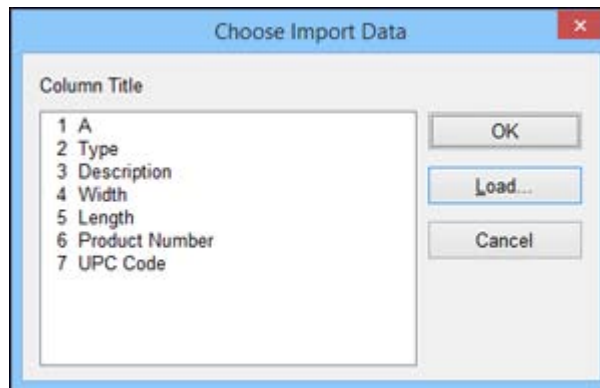 Choose Import Data
Column Title
1 A
2 Type
3 Description
4 Width
5 Length
6 Product Number
7 UPC Code
OK
Load...
Cancel